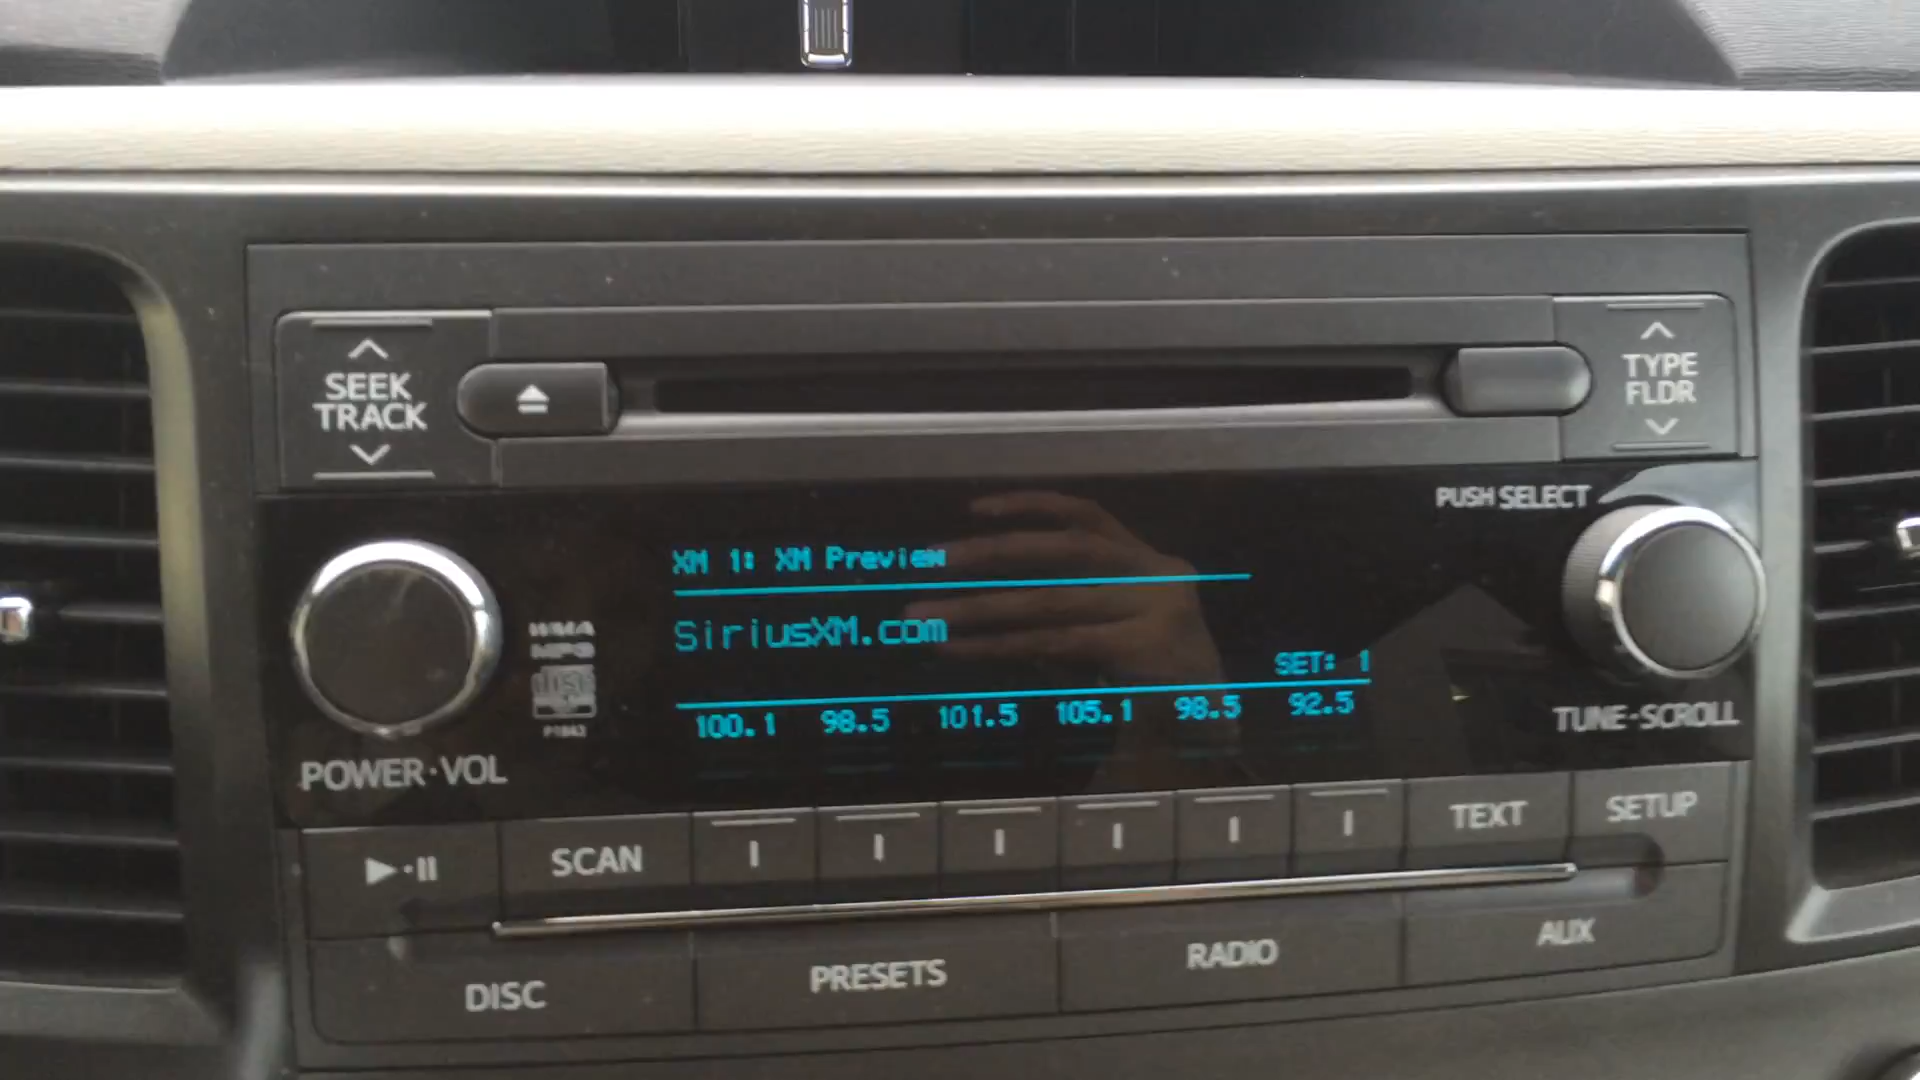 SEEK
TRACK
TYPE
FLDR
PUSH SELECT
XM 1: XM Preview
SiriusXM.com
SET: 1
100.1 98.5 101.5 105.1 98.5 92.5
WMA
MP3
POWER·VOL
TUNE·SCROLL
SCAN
TEXT
SETUP
DISC
PRESETS
RADIO
AUX